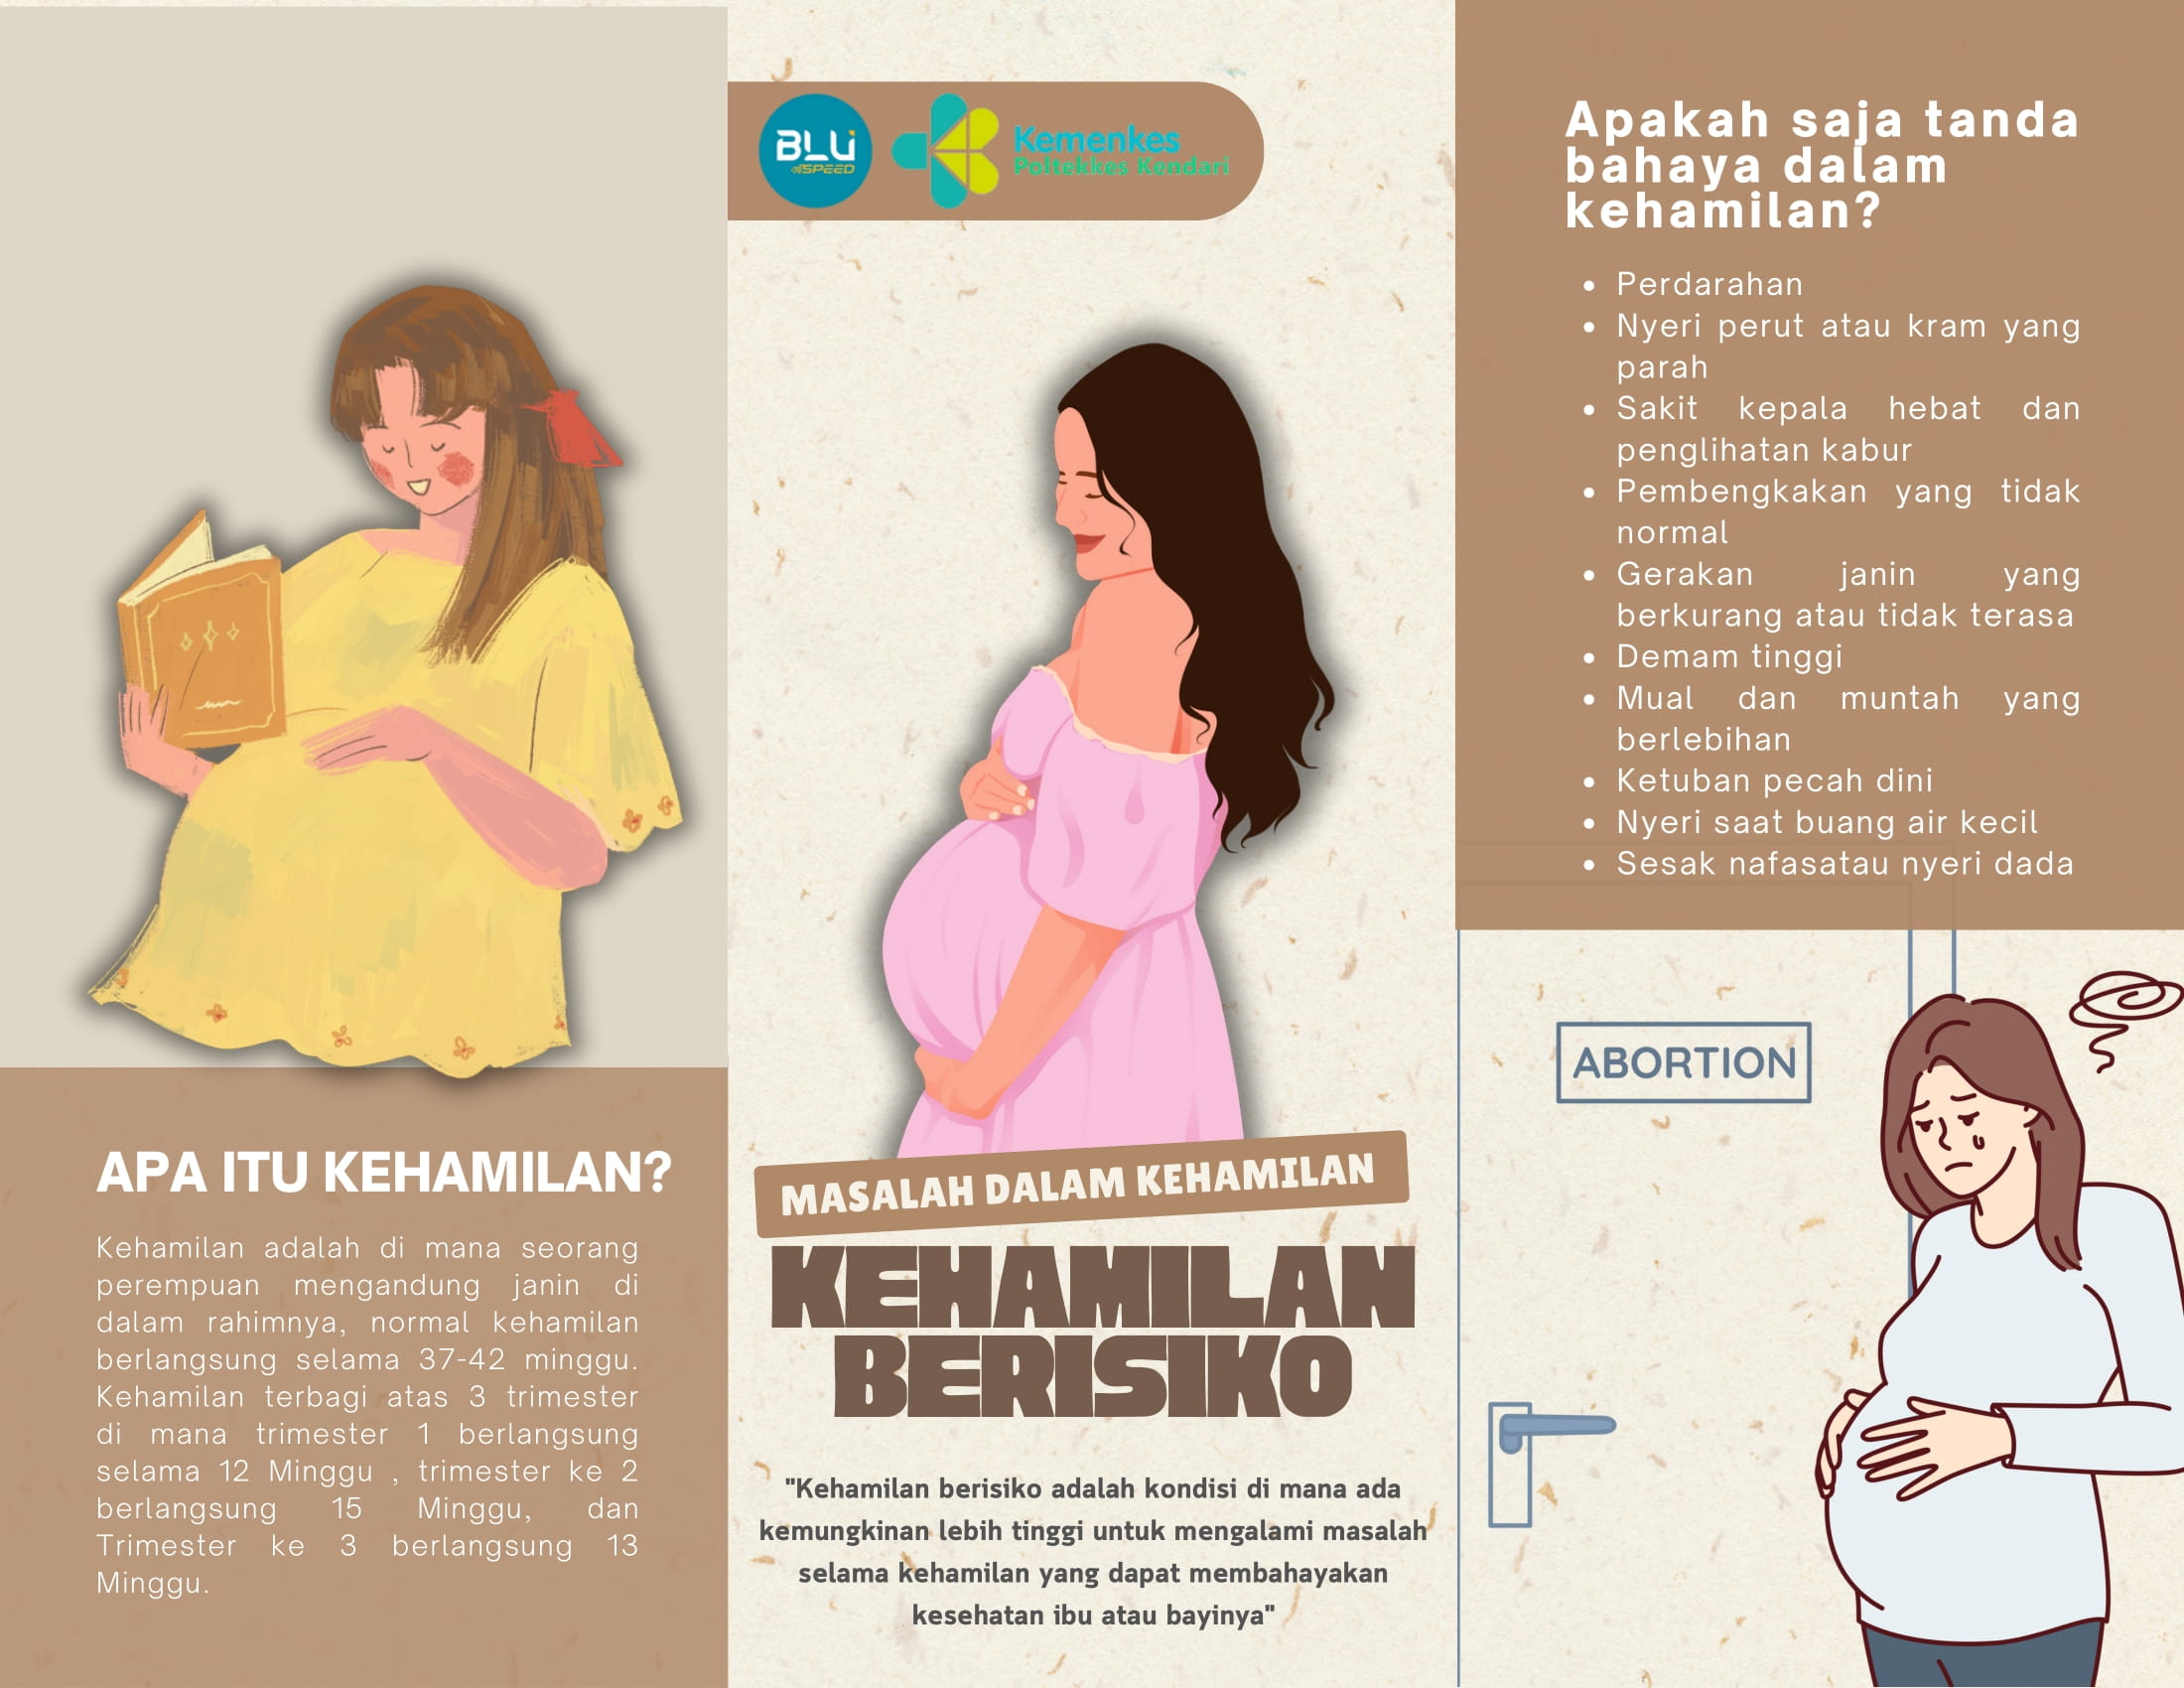 APA ITU KEHAMILAN?
Kehamilan adalah di mana seorang
perempuan mengandung janin di
dalam rahimnya, normal kehamilan
berlangsung selama 37-42 minggu.
Kehamilan terbagi atas 3 trimester
di mana trimester 1 berlangsung
selama 12 Minggu , trimester ke 2
berlangsung 15 Minggu, dan
Trimester ke 3 berlangsung 13
Minggu.
BLU
SPEED
Kemenkes
Poltekkes Kendari
MASALAH DALAM KEHAMILAN
KEHAMILAN
BERISIKO
"Kehamilan berisiko adalah kondisi di mana ada
kemungkinan lebih tinggi untuk mengalami masalah
selama kehamilan yang dapat membahayakan
kesehatan ibu atau bayinya"
Apakah saja tanda
bahaya dalam
kehamilan?
• Perdarahan
• Nyeri perut atau kram yang
parah
• Sakit kepala hebat dan
penglihatan kabur
• Pembengkakan yang tidak
normal
• Gerakan janin yang
berkurang atau tidak terasa
• Demam tinggi
• Mual dan muntah yang
berlebihan
• Ketuban pecah dini
• Nyeri saat buang air kecil
• Sesak nafasatau nyeri dada
ABORTION